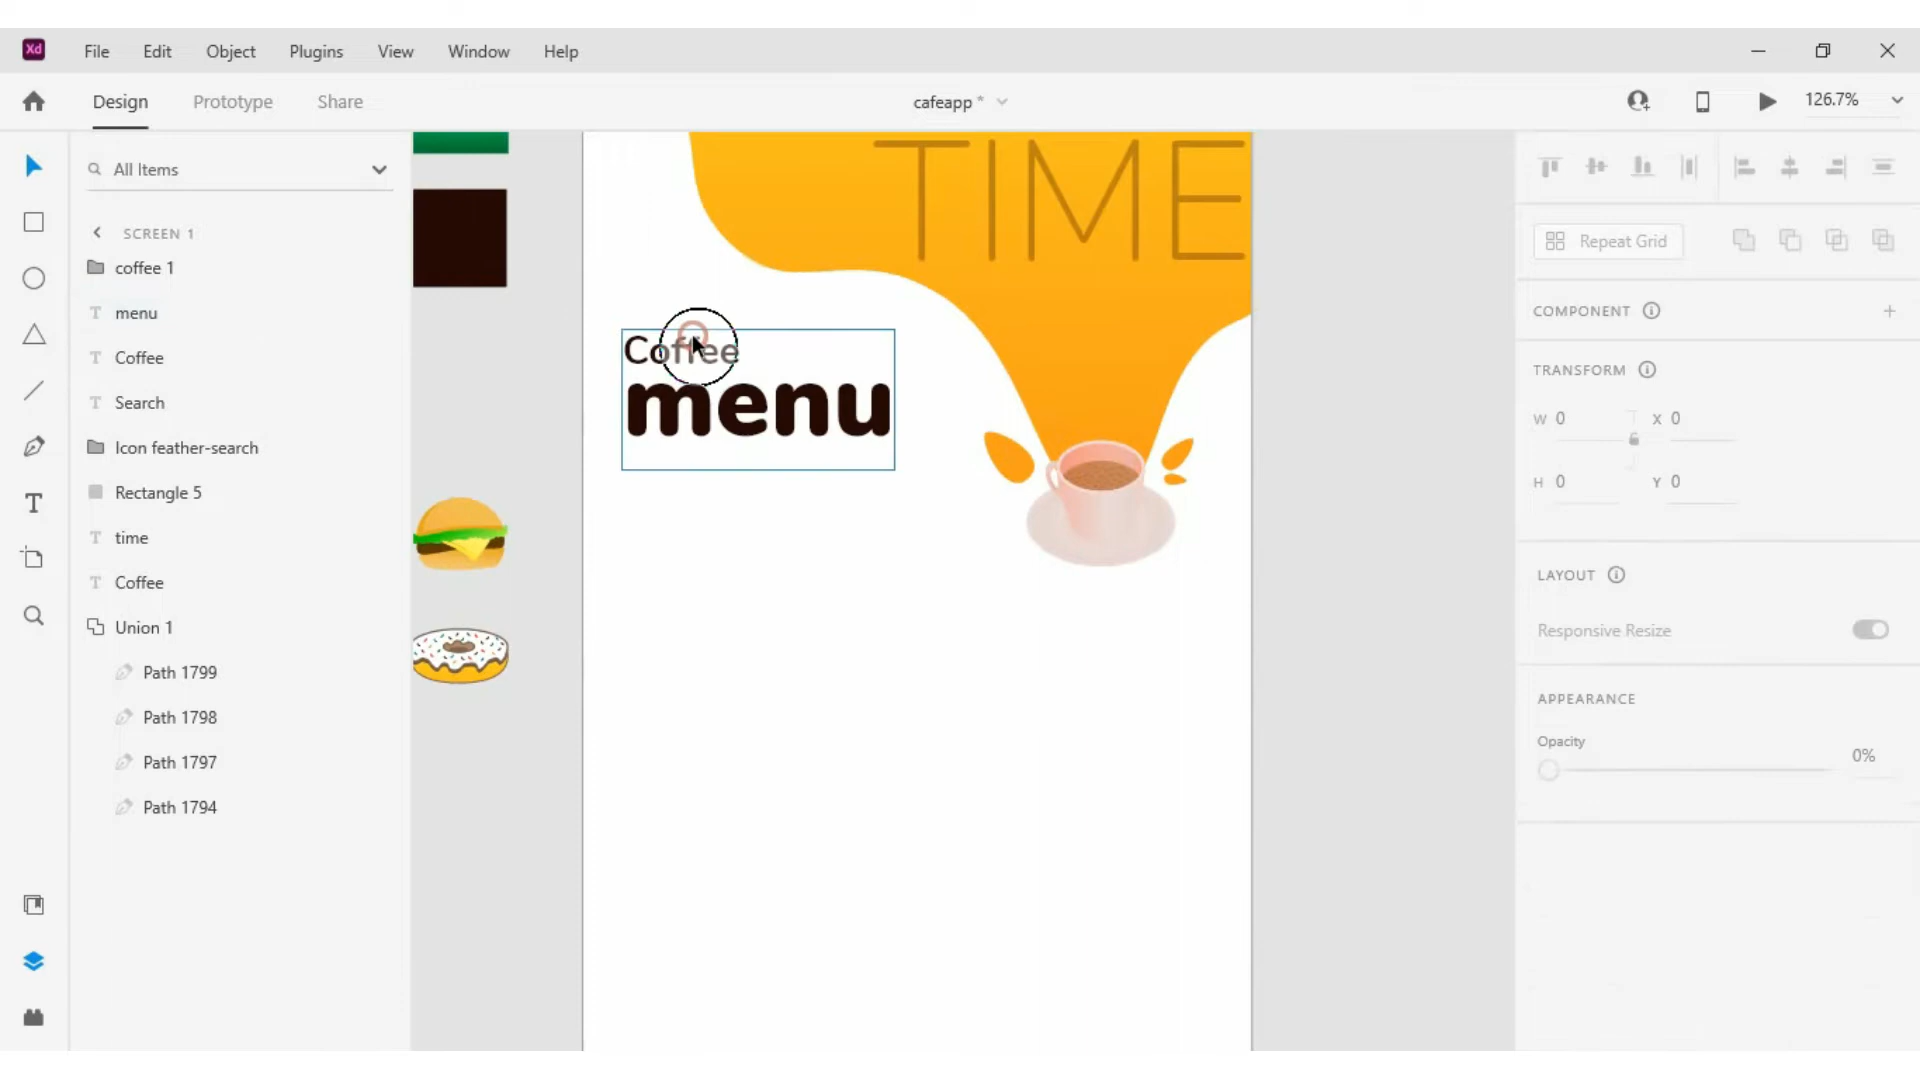 Xd File Edit Object Plugins View Window Help
Design Prototype Share cafeapp * 126.7%
All Items
SCREEN 1
coffee 1
menu
Coffee
Search
Icon feather-search
Rectangle 5
time
Coffee
Union 1
Path 1799
Path 1798
Path 1797
Path 1794
TIME
Coffee
menu
Repeat Grid
COMPONENT
TRANSFORM
W 0 X 0
H 0 Y 0
LAYOUT
Responsive Resize
APPEARANCE
Opacity
0%